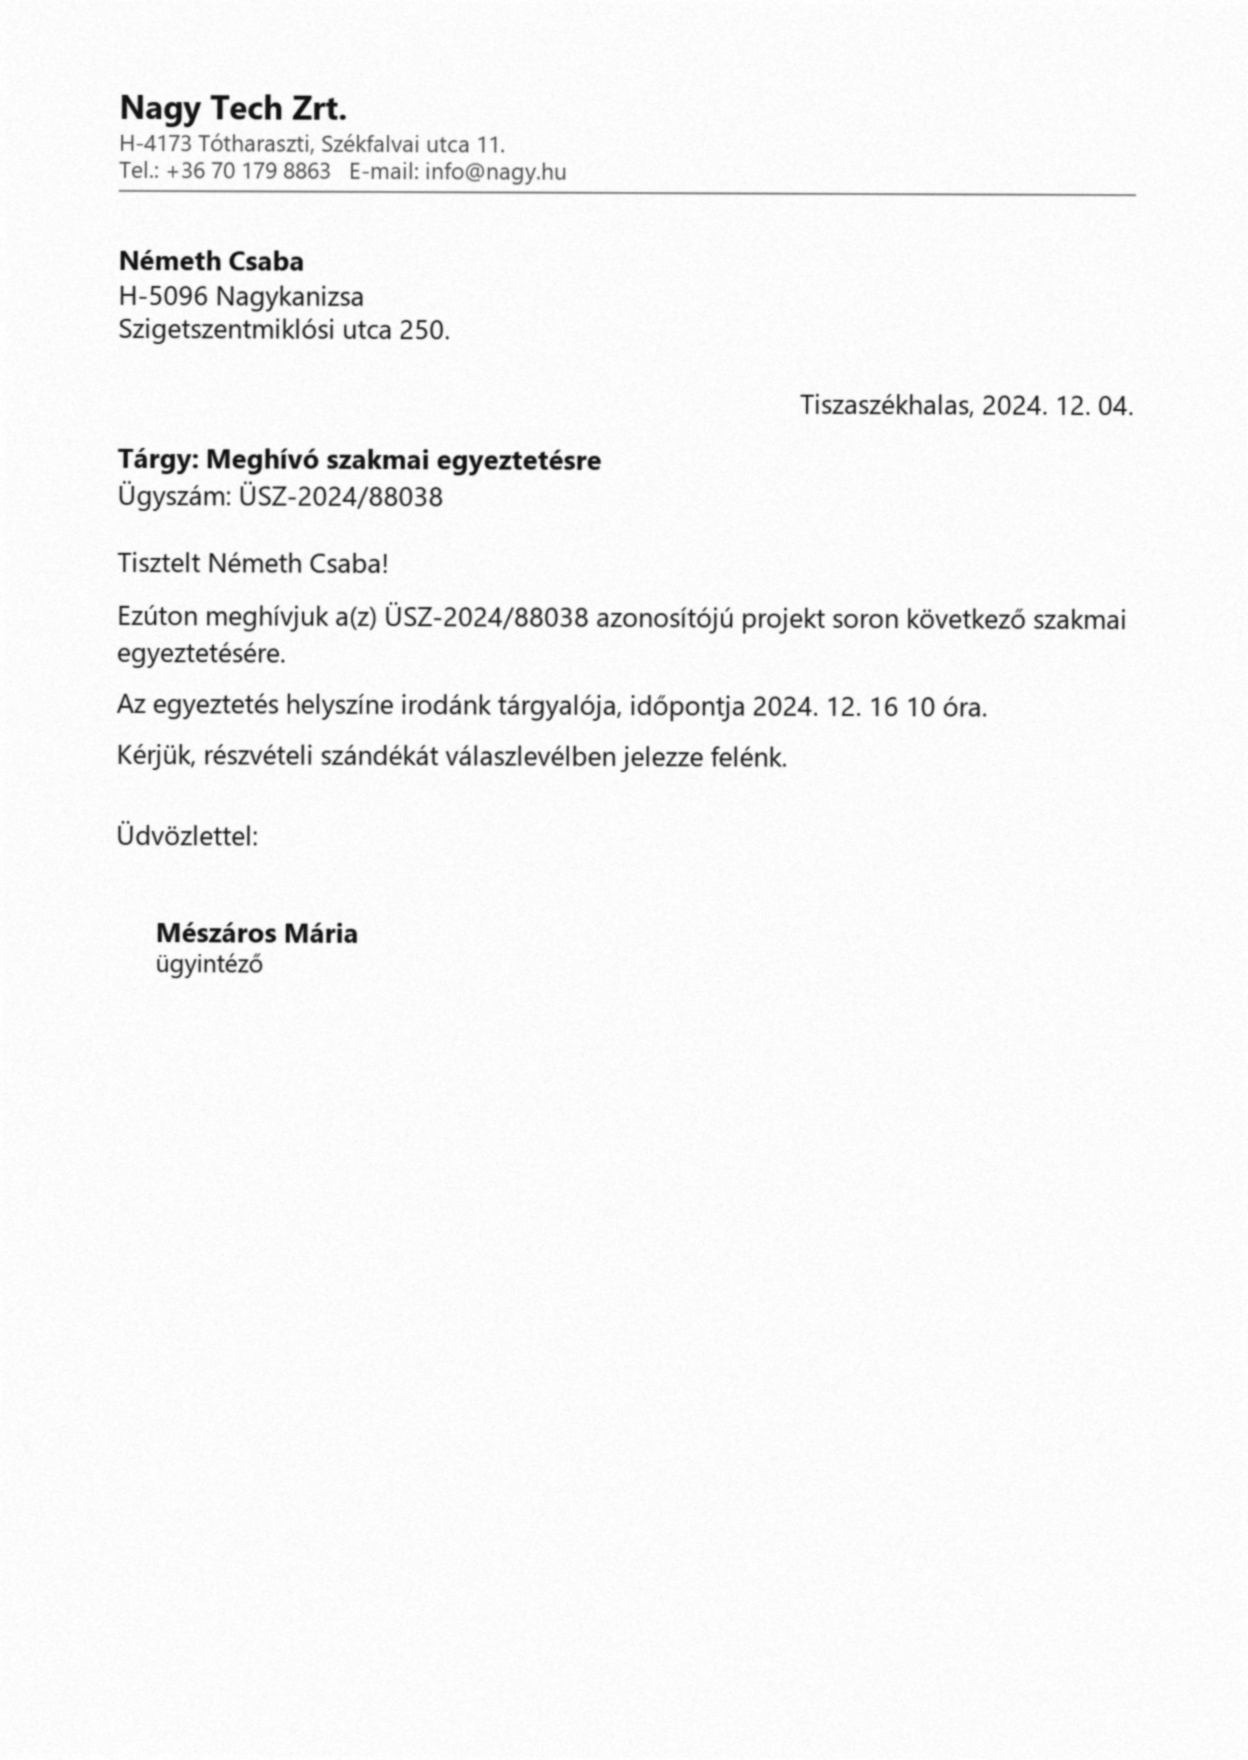 Nagy Tech Zrt.
H-4173 Tótharaszti, Székfalvai utca 11.
Tel.: +36 70 179 8863 E-mail: info@nagy.hu
Németh Csaba
H-5096 Nagykanizsa
Szigetszentmiklósi utca 250.
Tiszaszékhalas, 2024. 12. 04.
Tárgy: Meghívó szakmai egyeztetésre
Ügyszám: ÜSZ-2024/88038
Tisztelt Németh Csaba!
Ezúton meghívjuk a(z) ÜSZ-2024/88038 azonosítójú projekt soron következő szakmai
egyeztetésére.
Az egyeztetés helyszíne irodánk tárgyalója, időpontja 2024. 12. 16 10 óra.
Kérjük, részvételi szándékát válaszlevélben jelezze felénk.
Üdvözlettel:
Mészáros Mária
ügyintéző